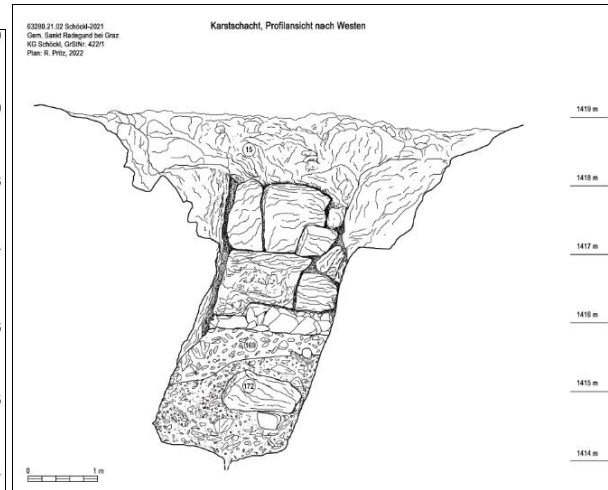 63280.21.02 Schöckl-2021
Gem. Sankt Radegund bei Graz
KG Schöckl, GrStNr. 422/1
Plan: R. Pritz, 2022
Karstschacht, Profilansicht nach Westen
1419 m
15
1418 m
1417 m
1416 m
169
1415 m
172
1414 m
0 1 m